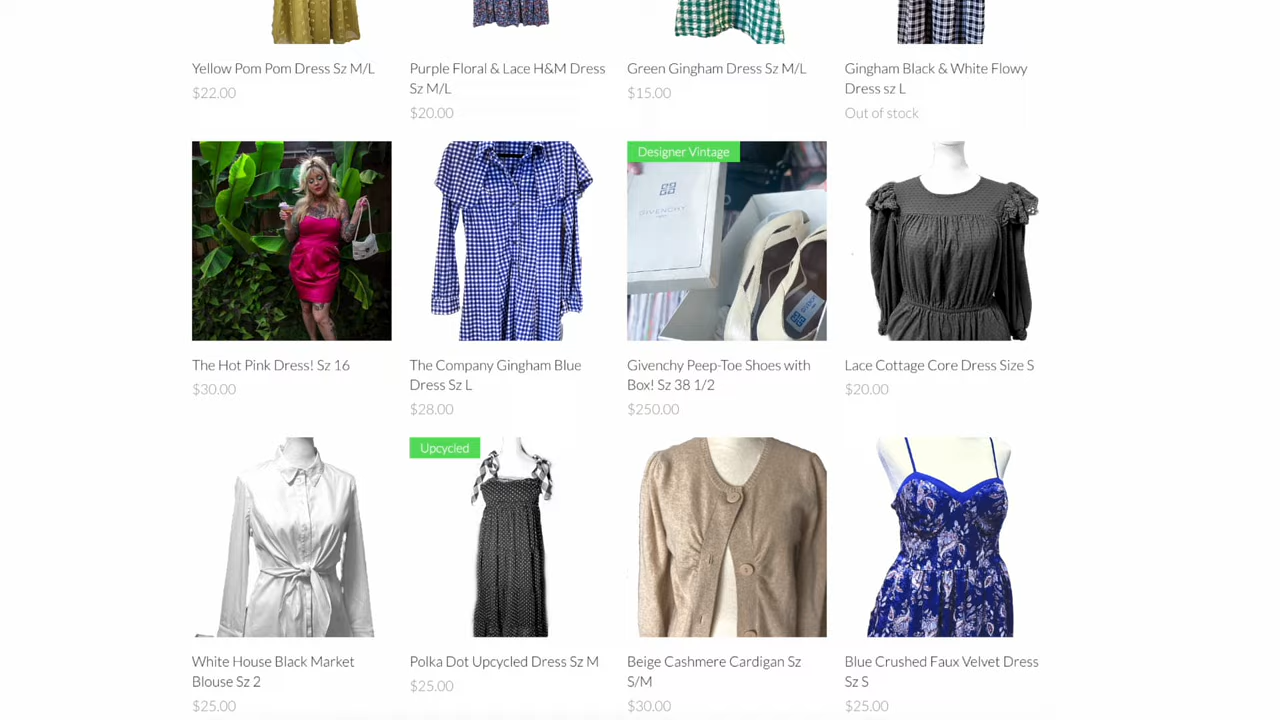 Yellow Pom Pom Dress Sz M/L
$22.00
Purple Floral & Lace H&M Dress
Sz M/L
$20.00
Green Gingham Dress Sz M/L
$15.00
Gingham Black & White Flowy
Dress sz L
Out of stock
The Hot Pink Dress! Sz 16
$30.00
The Company Gingham Blue
Dress Sz L
$28.00
Designer Vintage
GIVENCHY
Givenchy Peep-Toe Shoes with
Box! Sz 38 1/2
$250.00
Lace Cottage Core Dress Size S
$20.00
White House Black Market
Blouse Sz 2
$25.00
Upcycled
Polka Dot Upcycled Dress Sz M
$25.00
Beige Cashmere Cardigan Sz
S/M
$30.00
Blue Crushed Faux Velvet Dress
Sz S
$25.00